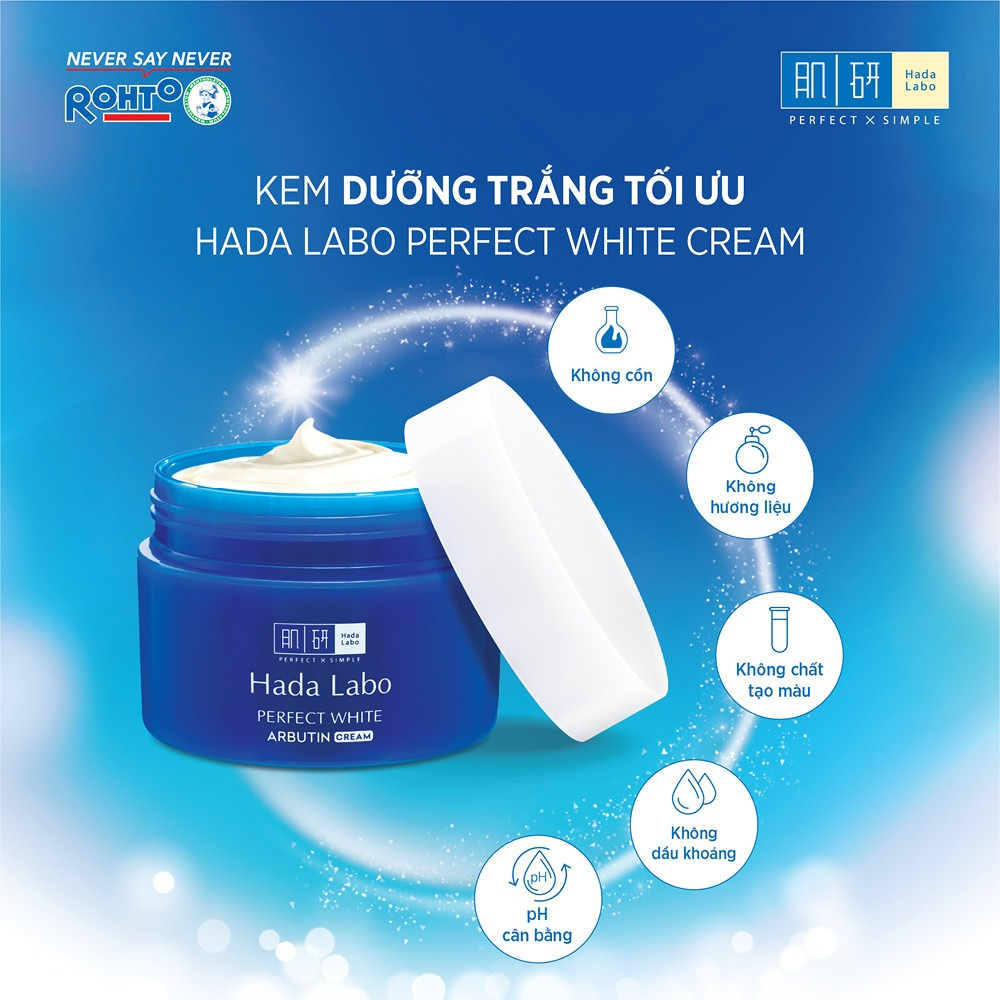 NEVER SAY NEVER
ROHTO
肌 研 Hada Labo
PERFECT X SIMPLE
KEM DƯỠNG TRẮNG TỐI ƯU
HADA LABO PERFECT WHITE CREAM
Không cồn
Không
hương liệu
Không chất
tạo màu
Không
dầu khoáng
pH
pH
cân bằng
肌 研 Hada Labo
PERFECT X SIMPLE
Hada Labo
PERFECT WHITE
ARBUTIN CREAM